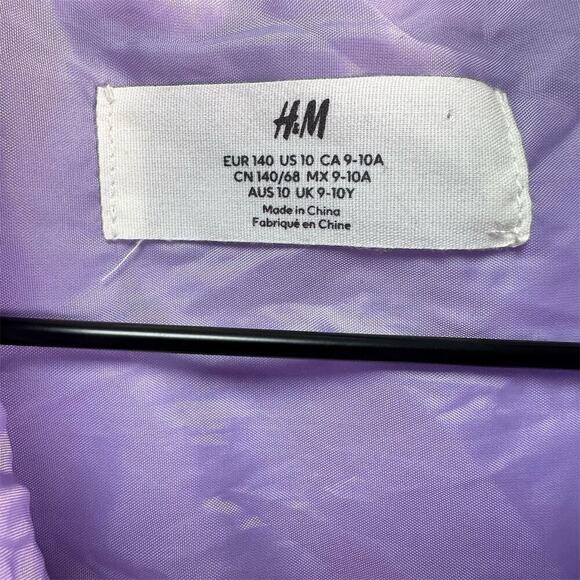 H&M
EUR 140 US 10 CA 9-10A
CN 140/68 MX 9-10A
AUS 10 UK 9-10Y
Made in China
Fabriqué en Chine